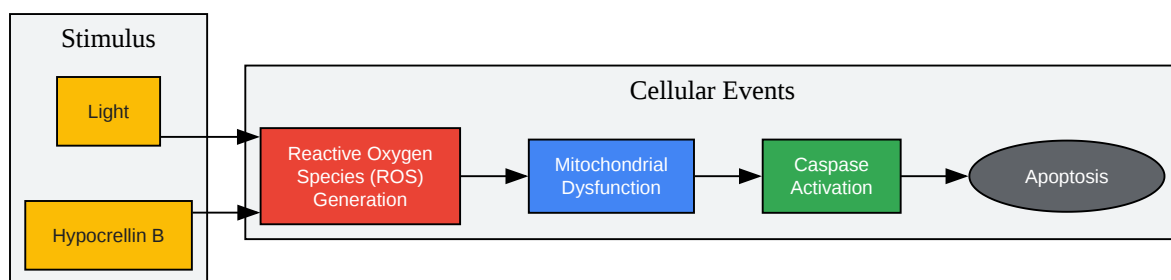 Stimulus
Light
Hypocrellin B
Cellular Events
Reactive Oxygen
Species (ROS)
Generation
Mitochondrial
Dysfunction
Caspase
Activation
Apoptosis